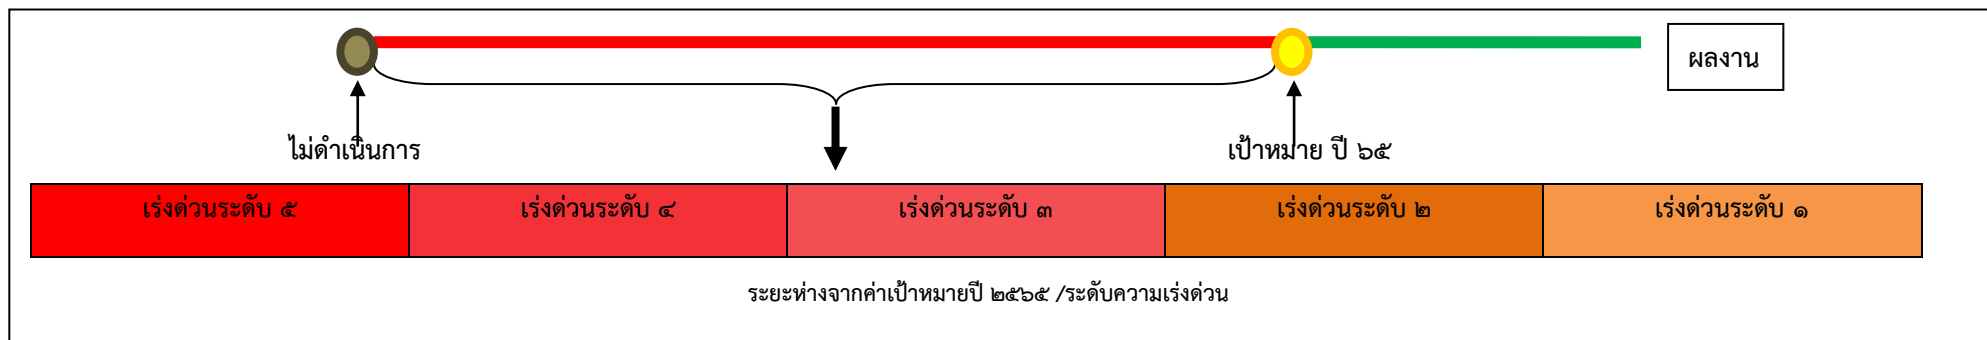 ผลงาน
ไม่ดำเนินการ
เป้าหมาย ปี ๖๕
เร่งด่วนระดับ ๕
เร่งด่วนระดับ ๔
เร่งด่วนระดับ ๓
เร่งด่วนระดับ ๒
เร่งด่วนระดับ ๑
ระยะห่างจากค่าเป้าหมายปี ๒๕๖๕ /ระดับความเร่งด่วน